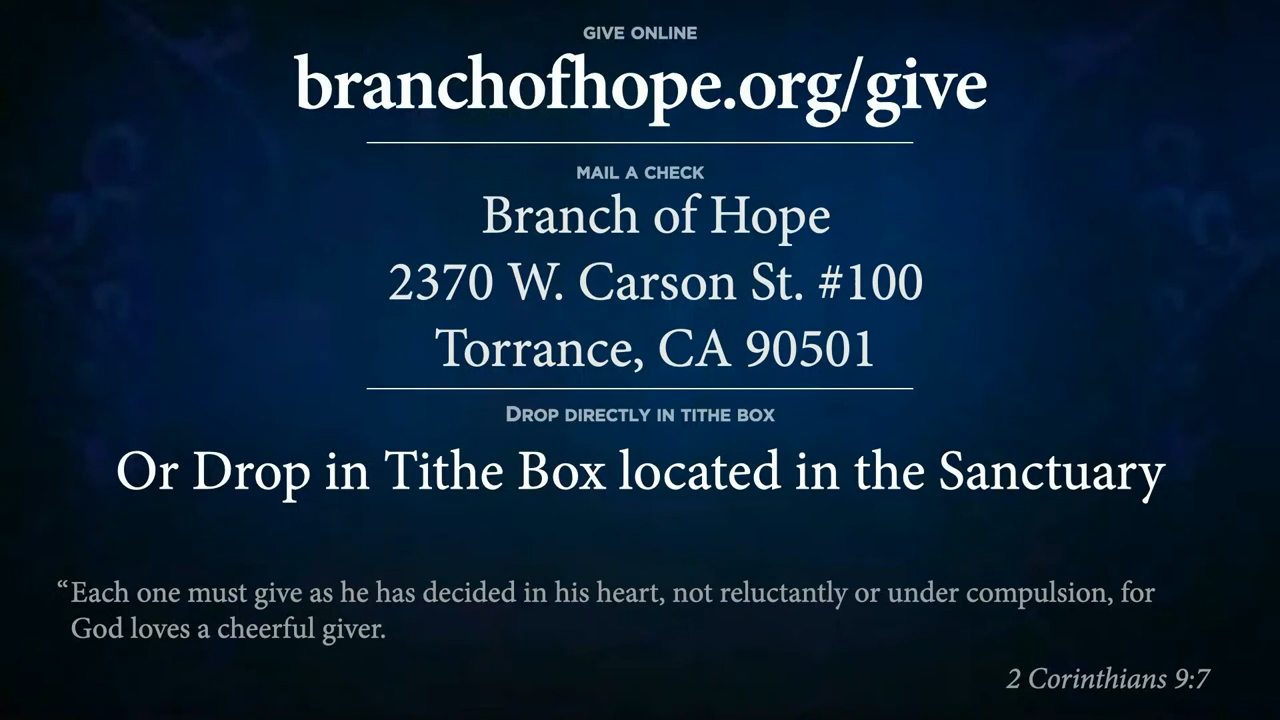 GIVE ONLINE
branchofhope.org/give
MAIL A CHECK
Branch of Hope
2370 W. Carson St. #100
Torrance, CA 90501
DROP DIRECTLY IN TITHE BOX
Or Drop in Tithe Box located in the Sanctuary
“Each one must give as he has decided in his heart, not reluctantly or under compulsion, for
God loves a cheerful giver.
2 Corinthians 9:7